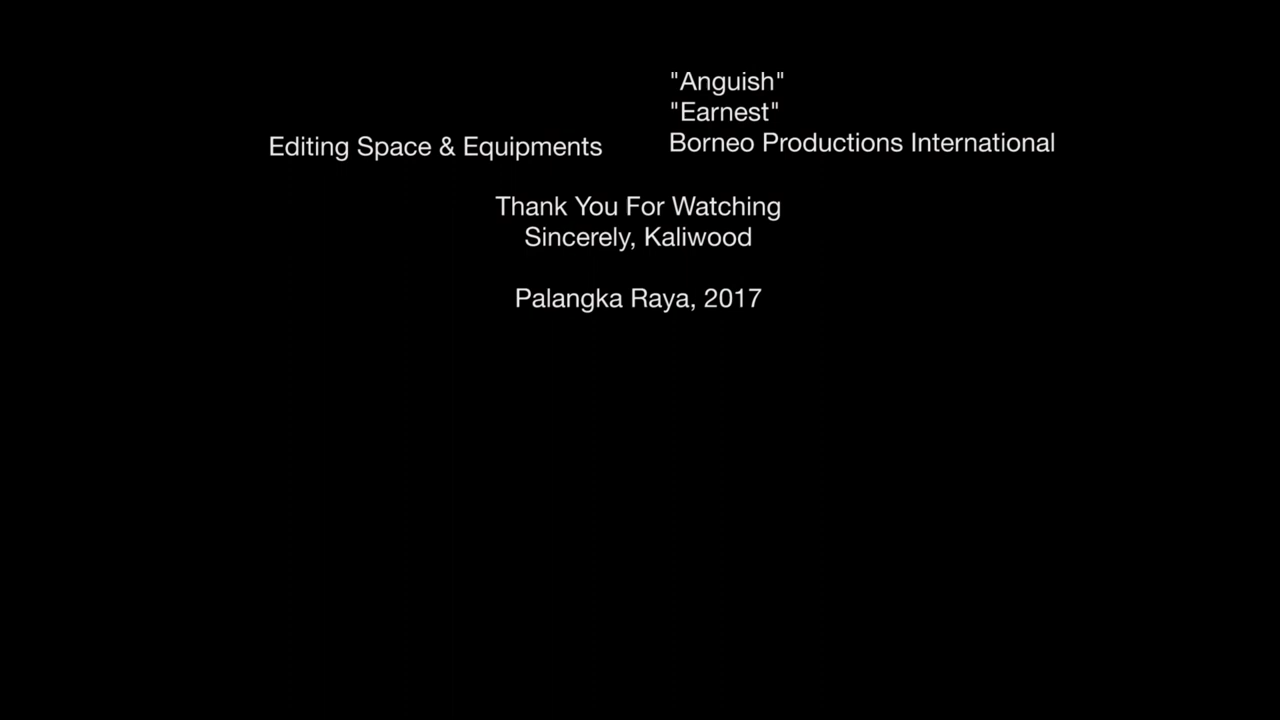 "Anguish"
"Earnest"
Editing Space & Equipments Borneo Productions International
Thank You For Watching
Sincerely, Kaliwood
Palangka Raya, 2017